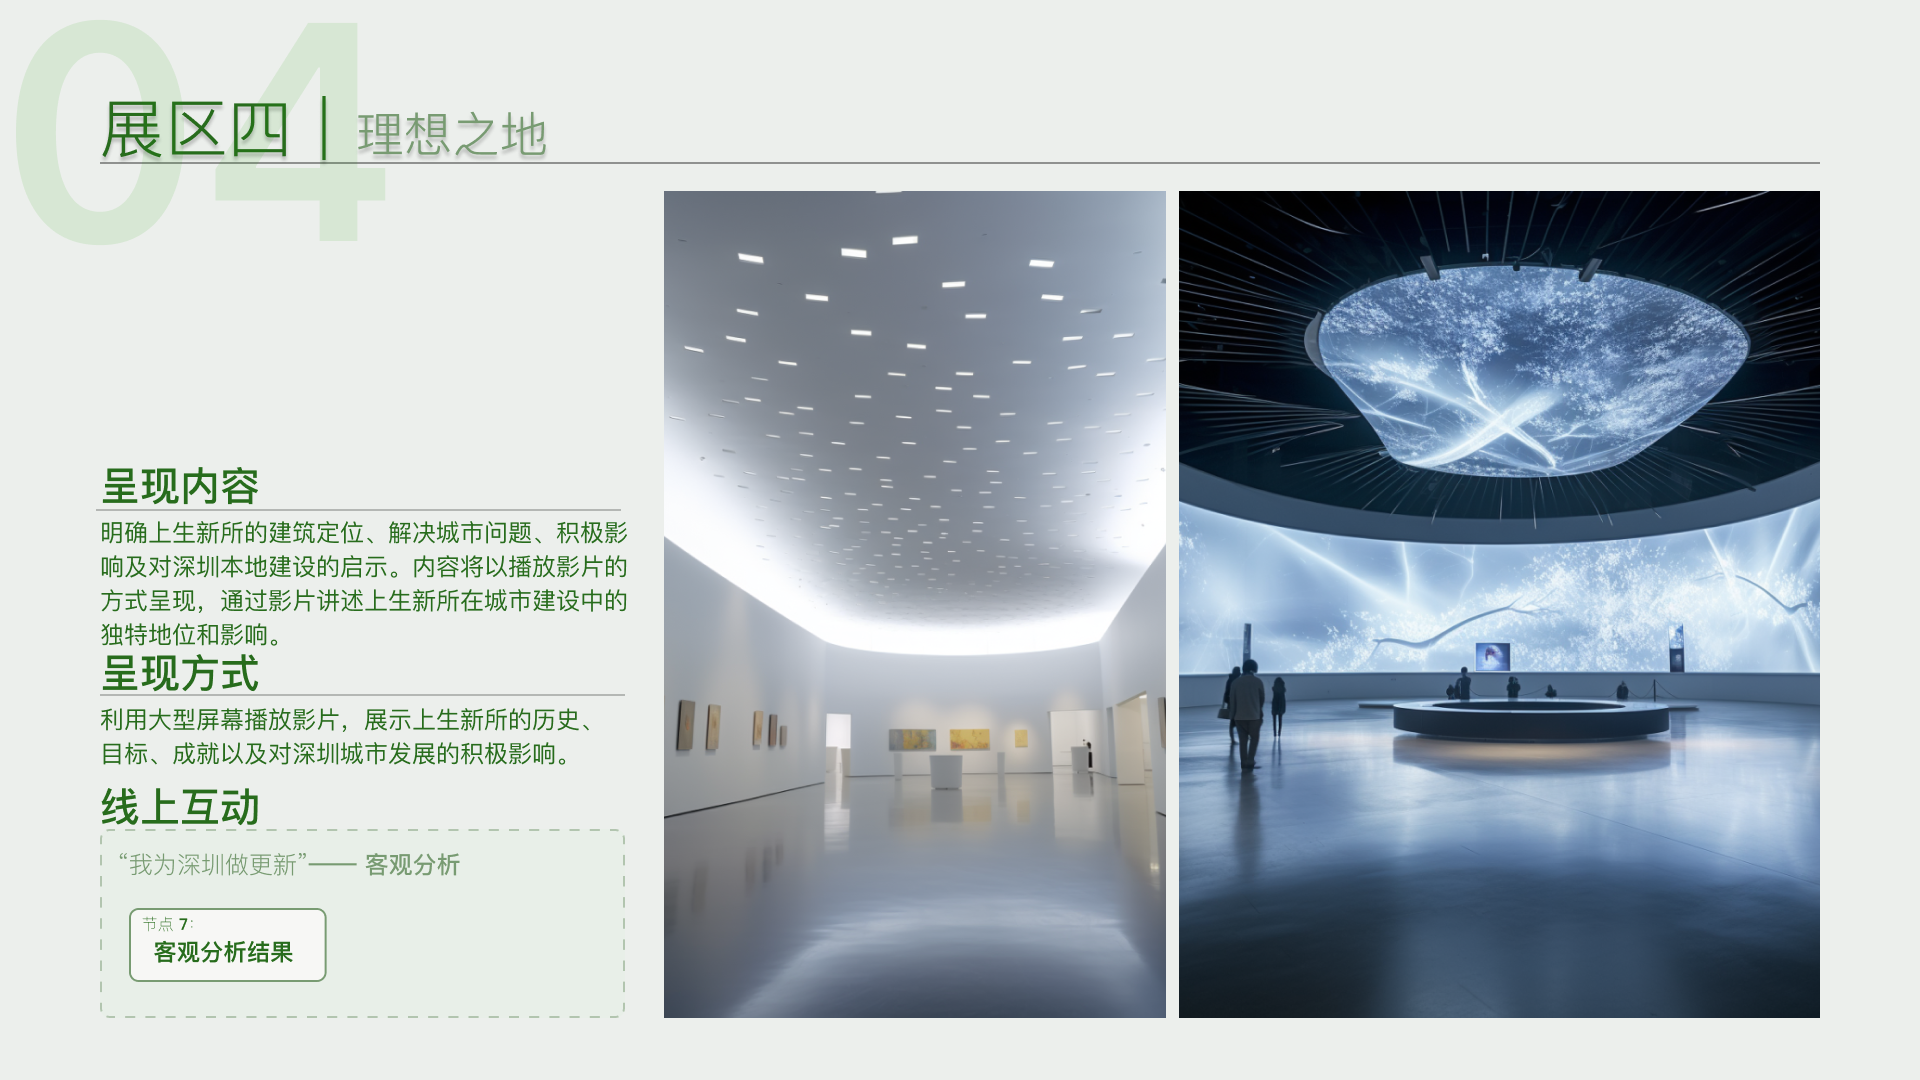 04
展区四｜理想之地
呈现内容
明确上生新所的建筑定位、解决城市问题、积极影
响及对深圳本地建设的启示。内容将以播放影片的
方式呈现，通过影片讲述上生新所在城市建设中的
独特地位和影响。
呈现方式
利用大型屏幕播放影片，展示上生新所的历史、
目标、成就以及对深圳城市发展的积极影响。
线上互动
“我为深圳做更新”—— 客观分析
节点 7:
客观分析结果